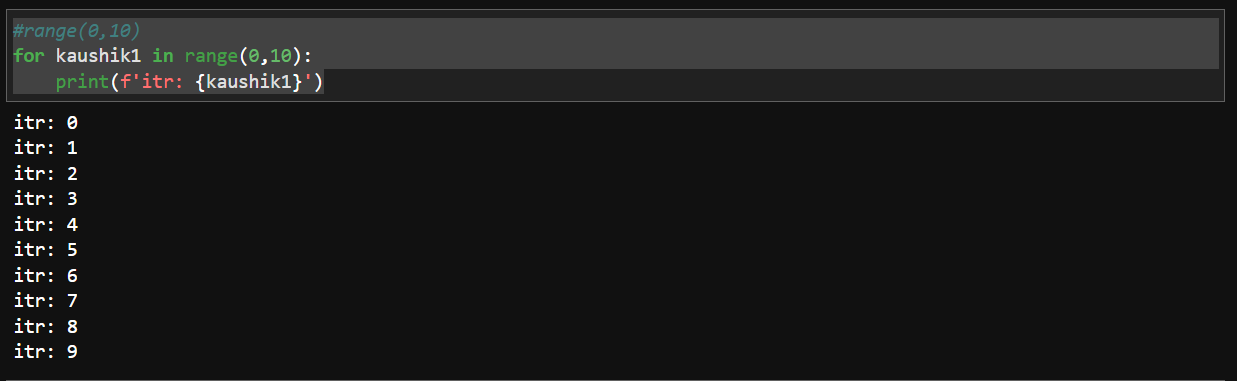 #range(0,10)
for kaushik1 in range(0,10):
    print(f'itr: {kaushik1}')
itr: 0
itr: 1
itr: 2
itr: 3
itr: 4
itr: 5
itr: 6
itr: 7
itr: 8
itr: 9